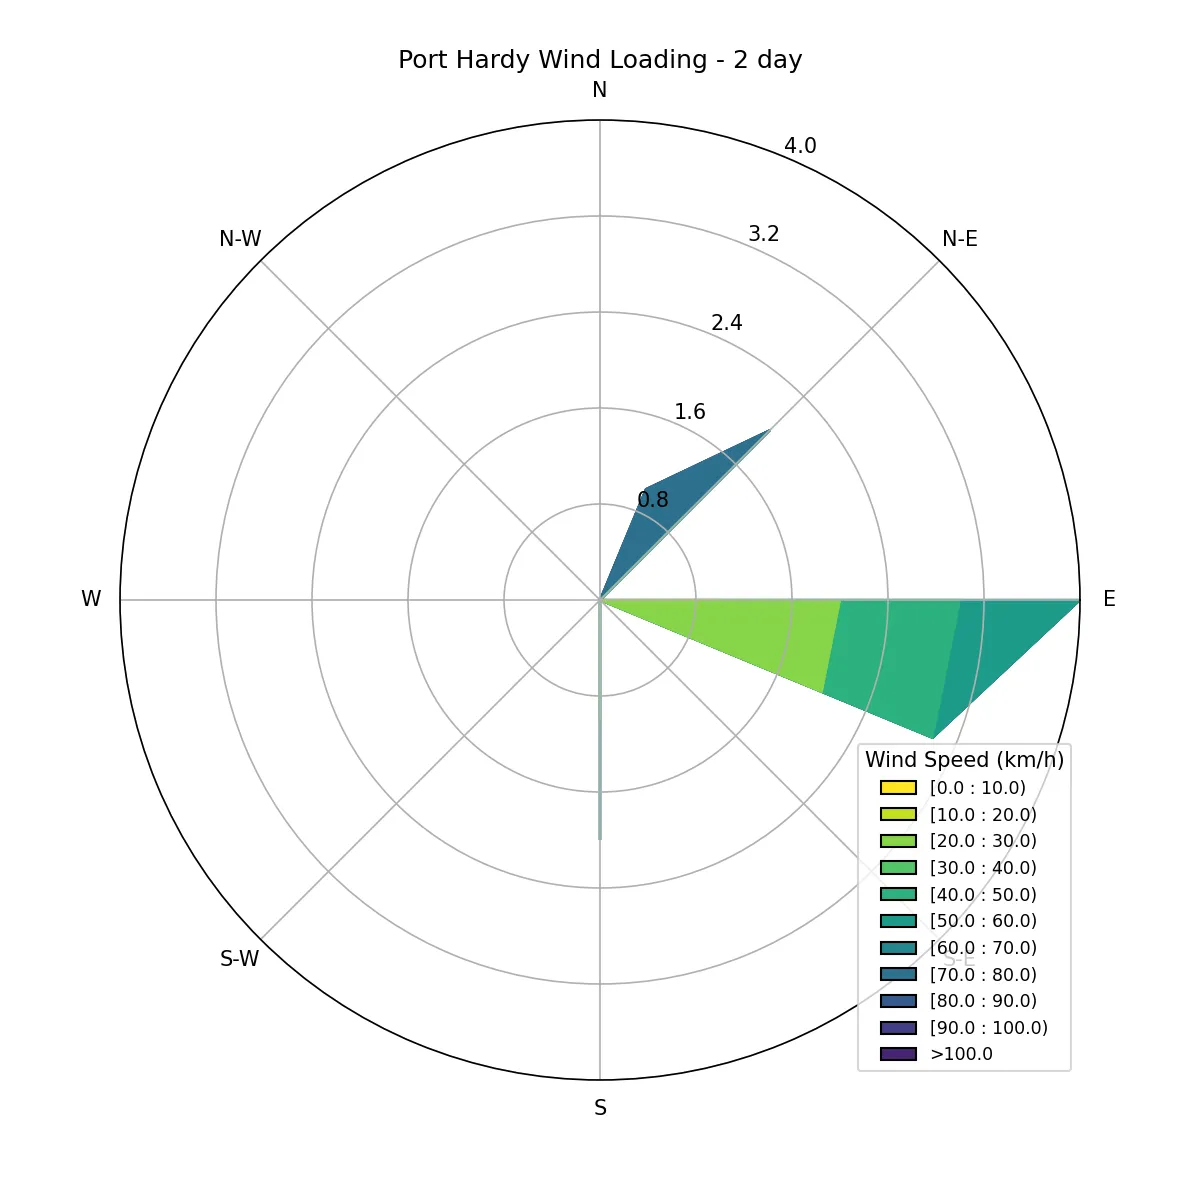 Port Hardy Wind Loading - 2 day
N
4.0
N-W
N-E
3.2
2.4
1.6
0.8
W
E
Wind Speed (km/h)
[0.0 : 10.0)
[10.0 : 20.0)
[20.0 : 30.0)
[30.0 : 40.0)
[40.0 : 50.0)
[50.0 : 60.0)
[60.0 : 70.0)
[70.0 : 80.0)
[80.0 : 90.0)
[90.0 : 100.0)
>100.0
S-W
S-E
S